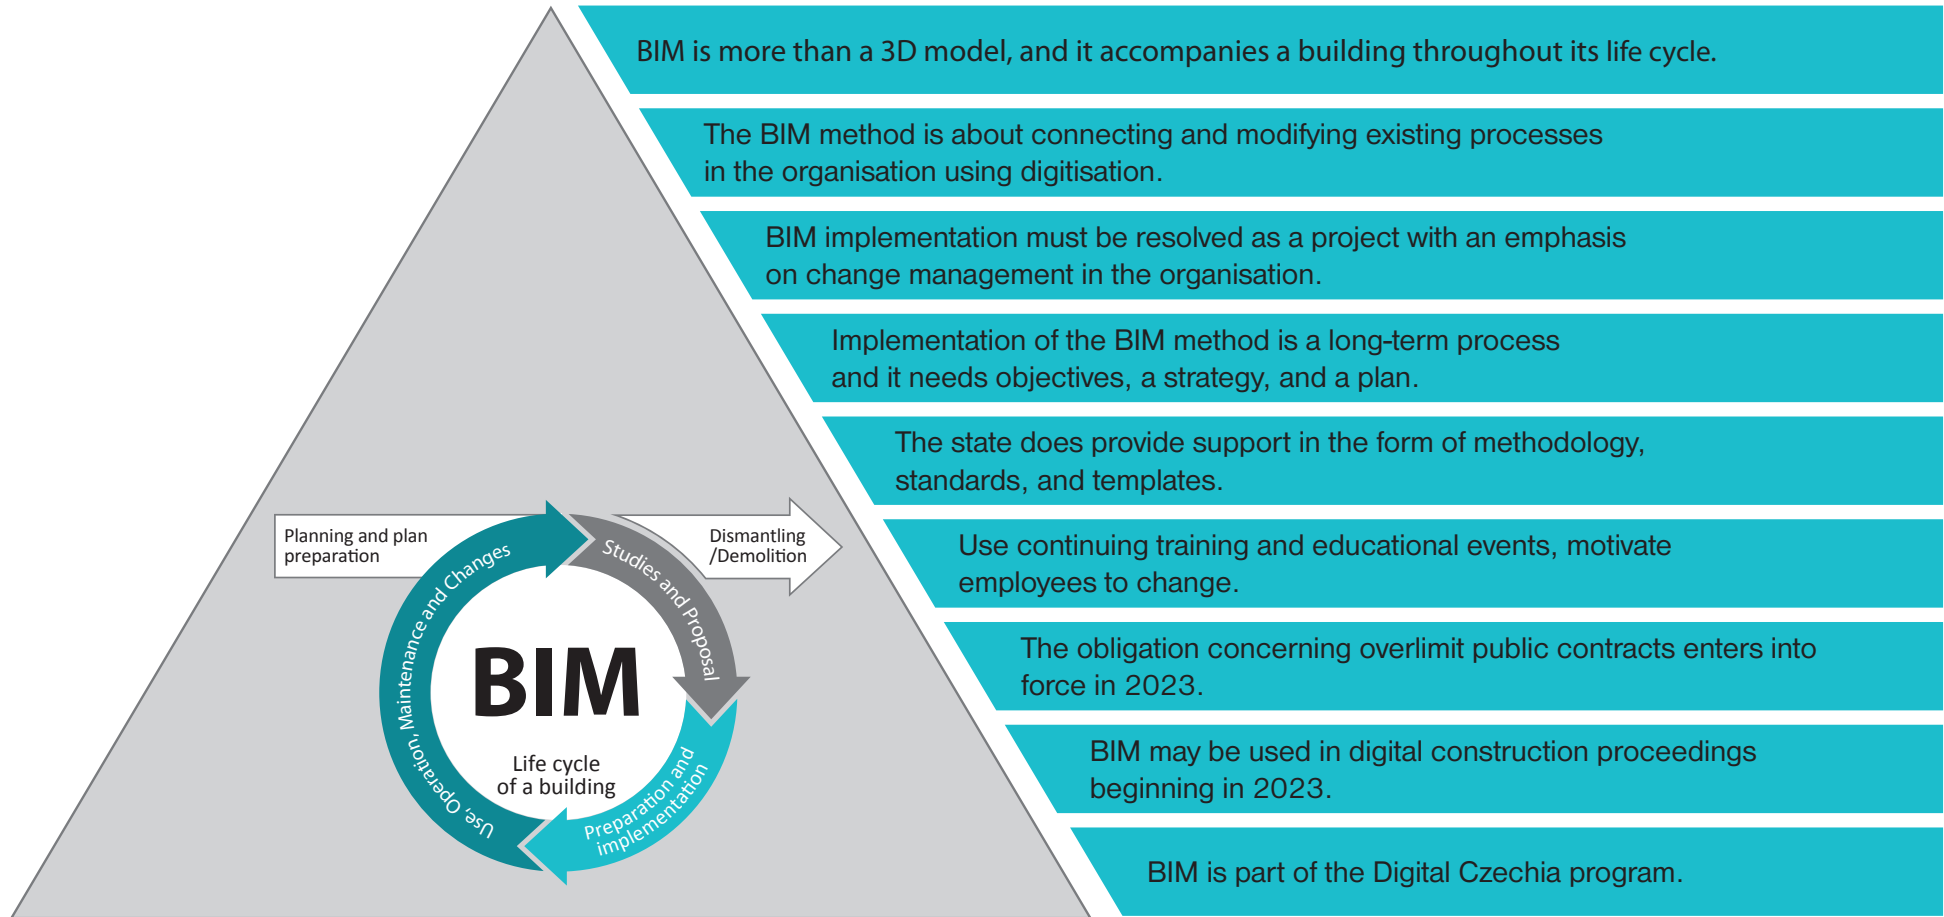 BIM is more than a 3D model, and it accompanies a building throughout its life cycle.
The BIM method is about connecting and modifying existing processes
in the organisation using digitisation.
BIM implementation must be resolved as a project with an emphasis
on change management in the organisation.
Implementation of the BIM method is a long-term process
and it needs objectives, a strategy, and a plan.
The state does provide support in the form of methodology,
standards, and templates.
Use continuing training and educational events, motivate
employees to change.
The obligation concerning overlimit public contracts enters into
force in 2023.
BIM may be used in digital construction proceedings
beginning in 2023.
BIM is part of the Digital Czechia program.
Planning and plan
preparation
Studies and Proposal
Dismantling
/Demolition
Preparation and
implementation
Use, Operation, Maintenance and Changes
BIM
Life cycle
of a building